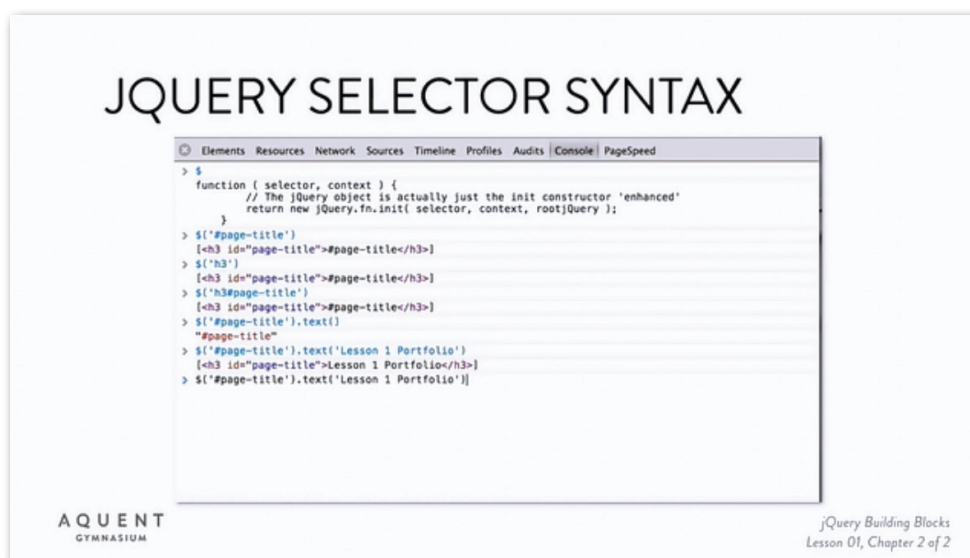 JQUERY SELECTOR SYNTAX
Elements Resources Network Sources Timeline Profiles Audits Console PageSpeed
> $
function ( selector, context ) {
// The jQuery object is actually just the init constructor 'enhanced'
return new jQuery.fn.init( selector, context, rootjQuery );
}
> $('#page-title')
[<h3 id="page-title">#page-title</h3>]
> $('h3')
[<h3 id="page-title">#page-title</h3>]
> $('h3#page-title')
[<h3 id="page-title">#page-title</h3>]
> $('#page-title').text()
"#page-title"
> $('#page-title').text('Lesson 1 Portfolio')
[<h3 id="page-title">Lesson 1 Portfolio</h3>]
> $('#page-title').text('Lesson 1 Portfolio')
AQUENT
GYMNASIUM
jQuery Building Blocks
Lesson 01, Chapter 2 of 2